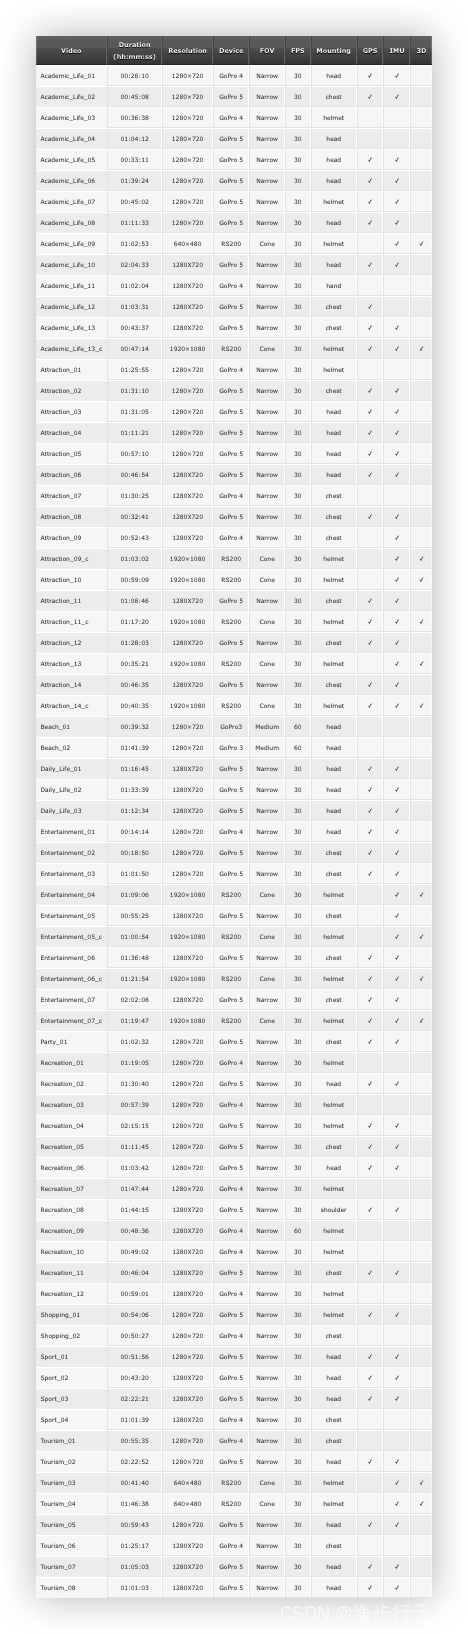 Video Duration (hh:mm:ss) Resolution Device FOV FPS Mounting GPS IMU 3D
Academic_Life_01 00:26:10 1280×720 GoPro 4 Narrow 30 head ✓ ✓
Academic_Life_02 00:45:08 1280×720 GoPro 5 Narrow 30 chest ✓ ✓
Academic_Life_03 00:36:38 1280×720 GoPro 4 Narrow 30 helmet
Academic_Life_04 01:04:12 1280×720 GoPro 5 Narrow 30 head
Academic_Life_05 00:33:11 1280×720 GoPro 5 Narrow 30 head ✓ ✓
Academic_Life_06 01:39:24 1280×720 GoPro 5 Narrow 30 head ✓ ✓
Academic_Life_07 00:45:02 1280×720 GoPro 5 Narrow 30 helmet ✓ ✓
Academic_Life_08 01:11:33 1280×720 GoPro 5 Narrow 30 head ✓ ✓
Academic_Life_09 01:02:53 640×480 RS200 Cone 30 helmet ✓ ✓
Academic_Life_10 02:04:33 1280X720 GoPro 5 Narrow 30 head ✓ ✓
Academic_Life_11 01:02:04 1280X720 GoPro 4 Narrow 30 hand
Academic_Life_12 01:03:31 1280X720 GoPro 5 Narrow 30 chest ✓
Academic_Life_13 00:43:37 1280X720 GoPro 5 Narrow 30 chest ✓ ✓
Academic_Life_13_c 00:47:14 1920×1080 RS200 Cone 30 helmet ✓ ✓ ✓
Attraction_01 01:25:55 1280×720 GoPro 4 Narrow 30 helmet
Attraction_02 01:31:10 1280X720 GoPro 5 Narrow 30 chest ✓ ✓
Attraction_03 01:31:05 1280X720 GoPro 5 Narrow 30 head ✓ ✓
Attraction_04 01:11:21 1280X720 GoPro 5 Narrow 30 head ✓ ✓
Attraction_05 00:57:10 1280X720 GoPro 5 Narrow 30 head ✓ ✓
Attraction_06 00:46:54 1280X720 GoPro 5 Narrow 30 head ✓ ✓
Attraction_07 01:30:25 1280X720 GoPro 4 Narrow 30 chest
Attraction_08 00:32:41 1280X720 GoPro 5 Narrow 30 chest ✓ ✓
Attraction_09 00:52:43 1280X720 GoPro 4 Narrow 30 chest ✓
Attraction_09_c 01:03:02 1920×1080 RS200 Cone 30 helmet ✓ ✓
Attraction_10 00:59:09 1920×1080 RS200 Cone 30 helmet ✓ ✓
Attraction_11 01:08:46 1280X720 GoPro 5 Narrow 30 chest ✓ ✓
Attraction_11_c 01:17:20 1920×1080 RS200 Cone 30 helmet ✓ ✓ ✓
Attraction_12 01:28:03 1280X720 GoPro 5 Narrow 30 chest ✓ ✓
Attraction_13 00:35:21 1920×1080 RS200 Cone 30 helmet ✓ ✓
Attraction_14 00:46:35 1280X720 GoPro 5 Narrow 30 chest ✓ ✓
Attraction_14_c 00:40:35 1920×1080 RS200 Cone 30 helmet ✓ ✓ ✓
Beach_01 00:39:32 1280×720 GoPro3 Medium 60 head
Beach_02 01:41:39 1280×720 GoPro 3 Medium 60 head
Daily_Life_01 01:16:45 1280X720 GoPro 5 Narrow 30 head ✓ ✓
Daily_Life_02 01:33:39 1280X720 GoPro 5 Narrow 30 head ✓ ✓
Daily_Life_03 01:12:34 1280X720 GoPro 5 Narrow 30 head ✓ ✓
Entertainment_01 00:14:14 1280×720 GoPro 4 Narrow 30 head ✓ ✓
Entertainment_02 00:18:50 1280×720 GoPro 5 Narrow 30 chest ✓ ✓
Entertainment_03 01:01:50 1280×720 GoPro 5 Narrow 30 chest ✓ ✓
Entertainment_04 01:09:06 1920×1080 RS200 Cone 30 helmet ✓ ✓
Entertainment_05 00:55:25 1280X720 GoPro 5 Narrow 30 chest ✓
Entertainment_05_c 01:00:54 1920×1080 RS200 Cone 30 helmet ✓ ✓
Entertainment_06 01:36:48 1280X720 GoPro 5 Narrow 30 chest ✓ ✓
Entertainment_06_c 01:21:54 1920×1080 RS200 Cone 30 helmet ✓ ✓ ✓
Entertainment_07 02:02:08 1280X720 GoPro 5 Narrow 30 chest ✓ ✓
Entertainment_07_c 01:19:47 1920×1080 RS200 Cone 30 helmet ✓ ✓ ✓
Party_01 01:02:32 1280×720 GoPro 5 Narrow 30 chest ✓ ✓
Recreation_01 01:19:05 1280×720 GoPro 4 Narrow 30 helmet
Recreation_02 01:30:40 1280×720 GoPro 5 Narrow 30 head ✓ ✓
Recreation_03 00:57:39 1280×720 GoPro 4 Narrow 30 helmet
Recreation_04 02:15:15 1280×720 GoPro 5 Narrow 30 helmet ✓ ✓
Recreation_05 01:11:45 1280×720 GoPro 5 Narrow 30 chest ✓ ✓
Recreation_06 01:03:42 1280×720 GoPro 5 Narrow 30 head ✓ ✓
Recreation_07 01:47:44 1280×720 GoPro 4 Narrow 30 helmet
Recreation_08 01:44:15 1280X720 GoPro 5 Narrow 30 shoulder ✓ ✓
Recreation_09 00:48:36 1280X720 GoPro 4 Narrow 60 helmet
Recreation_10 00:49:02 1280X720 GoPro 4 Narrow 30 helmet
Recreation_11 00:46:04 1280X720 GoPro 5 Narrow 30 chest ✓ ✓
Recreation_12 00:59:01 1280X720 GoPro 4 Narrow 30 helmet
Shopping_01 00:54:06 1280×720 GoPro 5 Narrow 30 helmet ✓ ✓
Shopping_02 00:50:27 1280×720 GoPro 4 Narrow 30 chest
Sport_01 00:51:56 1280×720 GoPro 5 Narrow 30 head ✓ ✓
Sport_02 00:43:20 1280X720 GoPro 5 Narrow 30 head ✓ ✓
Sport_03 02:22:21 1280X720 GoPro 5 Narrow 30 head ✓ ✓
Sport_04 01:01:39 1280X720 GoPro 4 Narrow 30 chest
Tourism_01 00:55:35 1280X720 GoPro 4 Narrow 30 chest
Tourism_02 02:22:52 1280×720 GoPro 5 Narrow 30 head ✓ ✓
Tourism_03 00:41:40 640×480 RS200 Cone 30 helmet ✓ ✓
Tourism_04 01:46:38 640×480 RS200 Cone 30 helmet ✓ ✓
Tourism_05 00:59:43 1280×720 GoPro 5 Narrow 30 head ✓ ✓
Tourism_06 01:25:17 1280X720 GoPro 4 Narrow 30 chest
Tourism_07 01:05:03 1280X720 GoPro 5 Narrow 30 head ✓ ✓
Tourism_08 01:01:03 1280X720 GoPro 5 Narrow 30 head ✓ ✓
CSDN @逸步行千